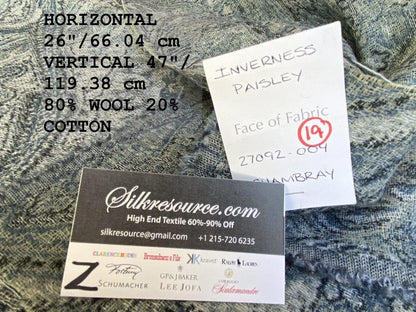 HORIZONTAL
26"/66.04 cm
VERTICAL 47"/
119.38 cm
80% WOOL 20%
COTTON
INVERNESS
PAISLEY
Face of Fabric
19
27092-004
CHAMBRAY
Silkresource.com
High End Textile 60%-90% Off
silkresource@gmail.com +1 215-720 6235
CLARENCE HOUSE Brunschwig & Fils KRAVET RALPH LAUREN
Z Fortuny GP&J BAKER
SCHUMACHER LEE JOFA Scalamandre